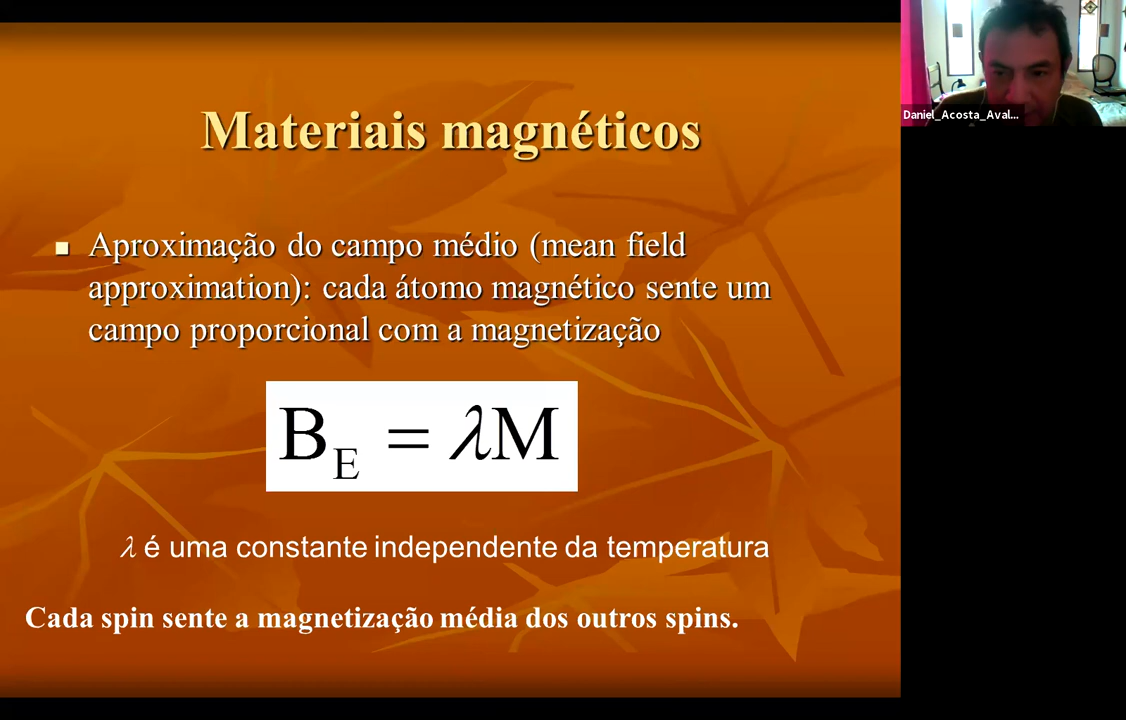 Materiais magnéticos
Aproximação do campo médio (mean field
approximation): cada átomo magnético sente um
campo proporcional com a magnetização
B_E = λM
λ é uma constante independente da temperatura
Cada spin sente a magnetização média dos outros spins.
Daniel_Acosta_Aval...